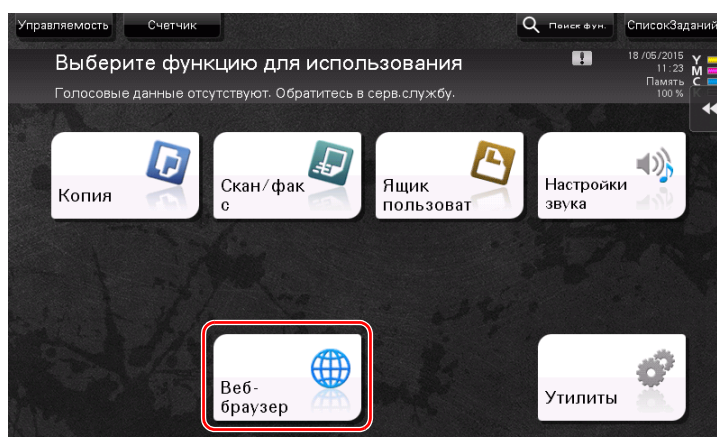 Управляемость
Счетчик
Поиск фун.
СписокЗаданий
Выберите функцию для использования
Голосовые данные отсутствуют. Обратитесь в серв.службу.
18/05/2015
11:23
Память
100 %
Y
M
C
K
Копия
Скан/фак
с
Ящик
пользоват
Настройки
звука
Веб-
браузер
Утилиты